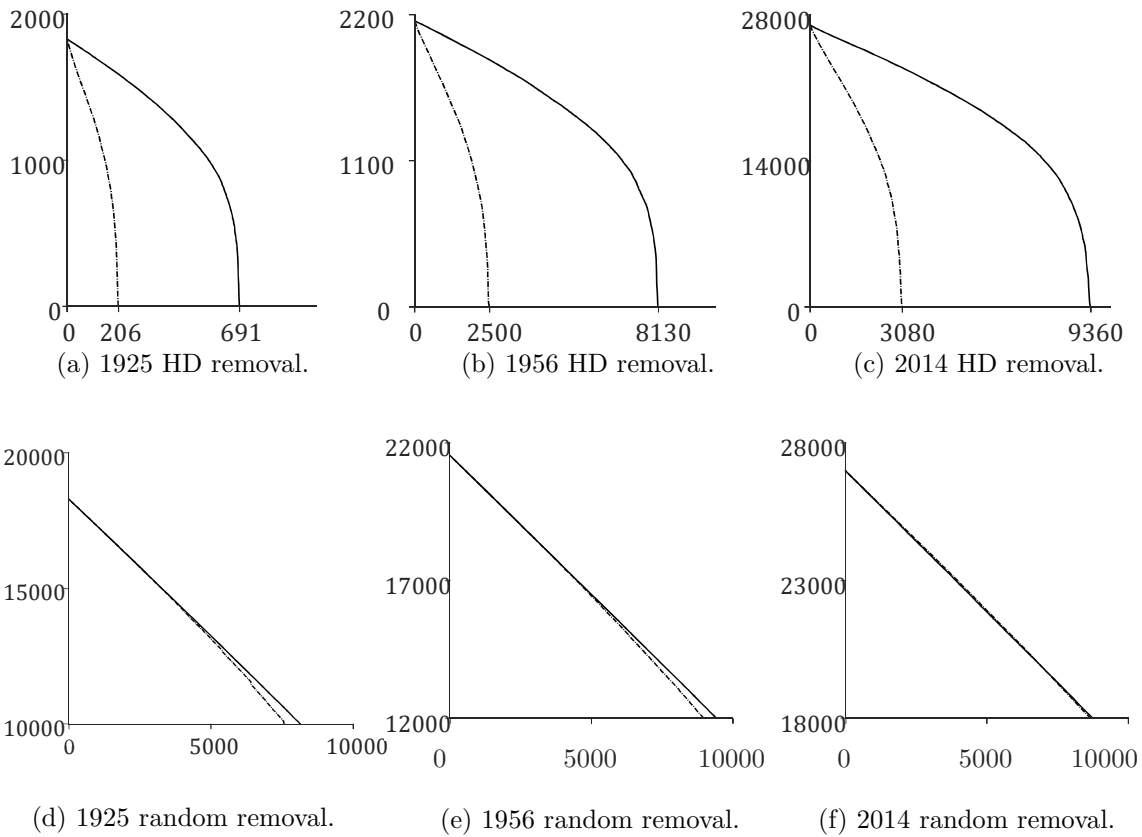 2000
1000
0
0 206 691
(a) 1925 HD removal.
2200
1100
0
0 2500 8130
(b) 1956 HD removal.
28000
14000
0
0 3080 9360
(c) 2014 HD removal.
20000
15000
10000
0 5000 10000
(d) 1925 random removal.
22000
17000
12000
0 5000 10000
(e) 1956 random removal.
28000
23000
18000
0 5000 10000
(f) 2014 random removal.